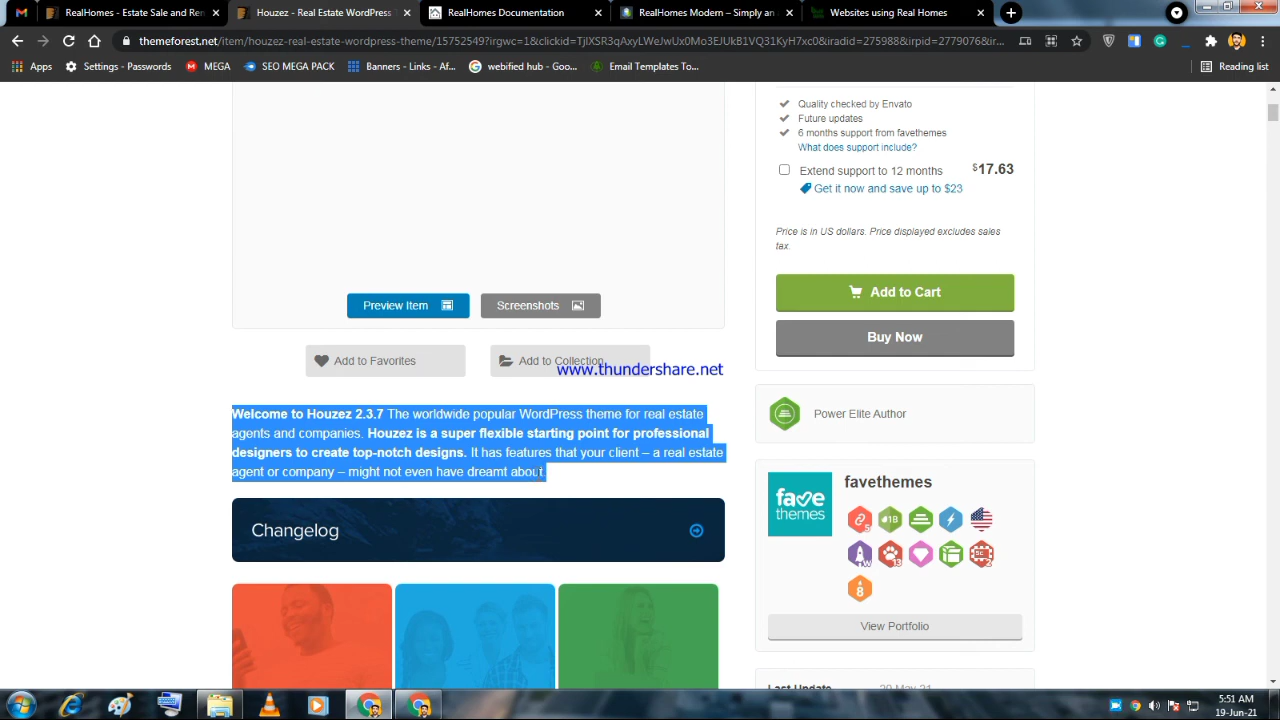 RealHomes - Estate Sale and Ren
Houzez - Real Estate WordPress
RealHomes Documentation
RealHomes Modern – Simply an
Websites using Real Homes
themeforest.net/item/houzez-real-estate-wordpress-theme/15752549?irgwc=1&clickid=TjIXSR3qAxyLWeJwUx0Mo3EJUkB1VQ31KyH7xc0&iradid=275988&irpid=2779076&ir...
Apps
Settings - Passwords
MEGA
SEO MEGA PACK
Banners - Links - Af...
webified hub - Goo...
Email Templates To...
Reading list
Quality checked by Envato
Future updates
6 months support from favethemes
What does support include?
Extend support to 12 months
$17.63
Get it now and save up to $23
Price is in US dollars. Price displayed excludes sales
tax.
Preview Item
Screenshots
Add to Cart
Buy Now
Add to Favorites
Add to Collection
www.thundershare.net
Welcome to Houzez 2.3.7 The worldwide popular WordPress theme for real estate
agents and companies. Houzez is a super flexible starting point for professional
designers to create top-notch designs. It has features that your client – a real estate
agent or company – might not even have dreamt about.
Power Elite Author
Changelog
fave
themes
favethemes
View Portfolio
Last Update
20 May 21
5:51 AM
19-Jun-21